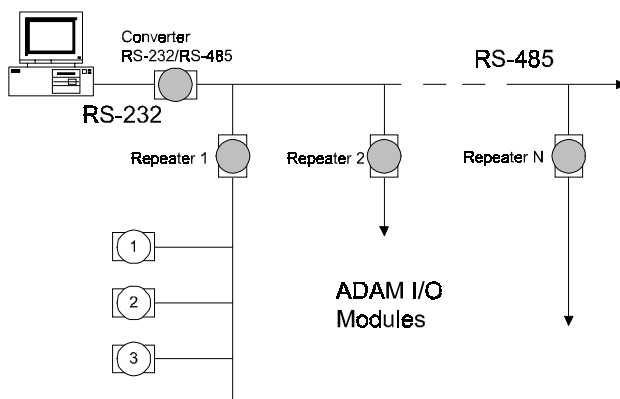 Converter
RS-232/RS-485
RS-485
RS-232
Repeater 1
Repeater 2
Repeater N
1
2
3
ADAM I/O
Modules